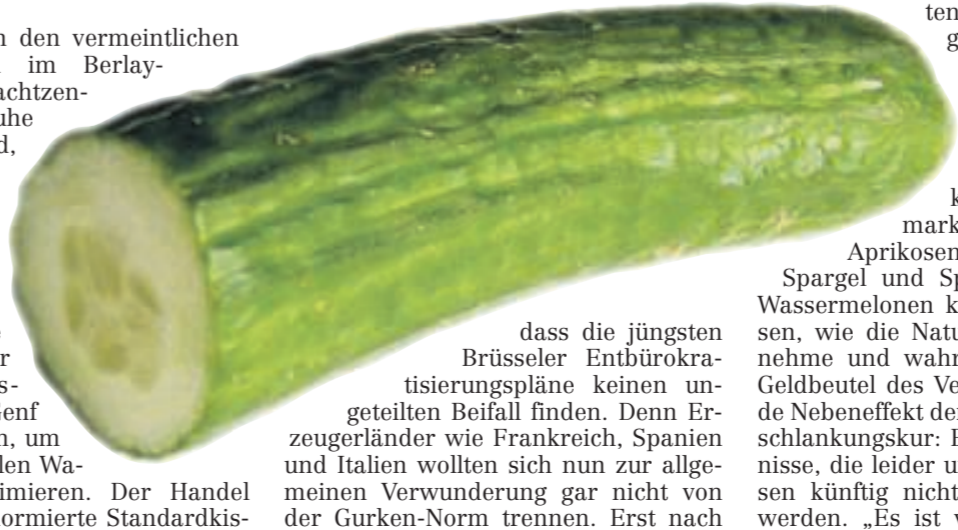 n den vermeintlichen
im Berlay-
achtzen-
uhe
d,
r
s-
Genf
n, um
len Wa-
imieren. Der Handel
ormierte Standardkis-
dass die jüngsten
Brüsseler Entbürokra-
tisierungspläne keinen un-
geteilten Beifall finden. Denn Er-
zeugerländer wie Frankreich, Spanien
und Italien wollten sich nun zur allge-
meinen Verwunderung gar nicht von
der Gurken-Norm trennen. Erst nach
ten
g
k
mark
Aprikosen
Spargel und Sp
Wassermelonen k
sen, wie die Natu
nehme und wahr
Geldbeutel des Ve
de Nebeneffekt der
schlankungskur: E
nisse, die leider u
sen künftig nicht
werden. „Es ist v